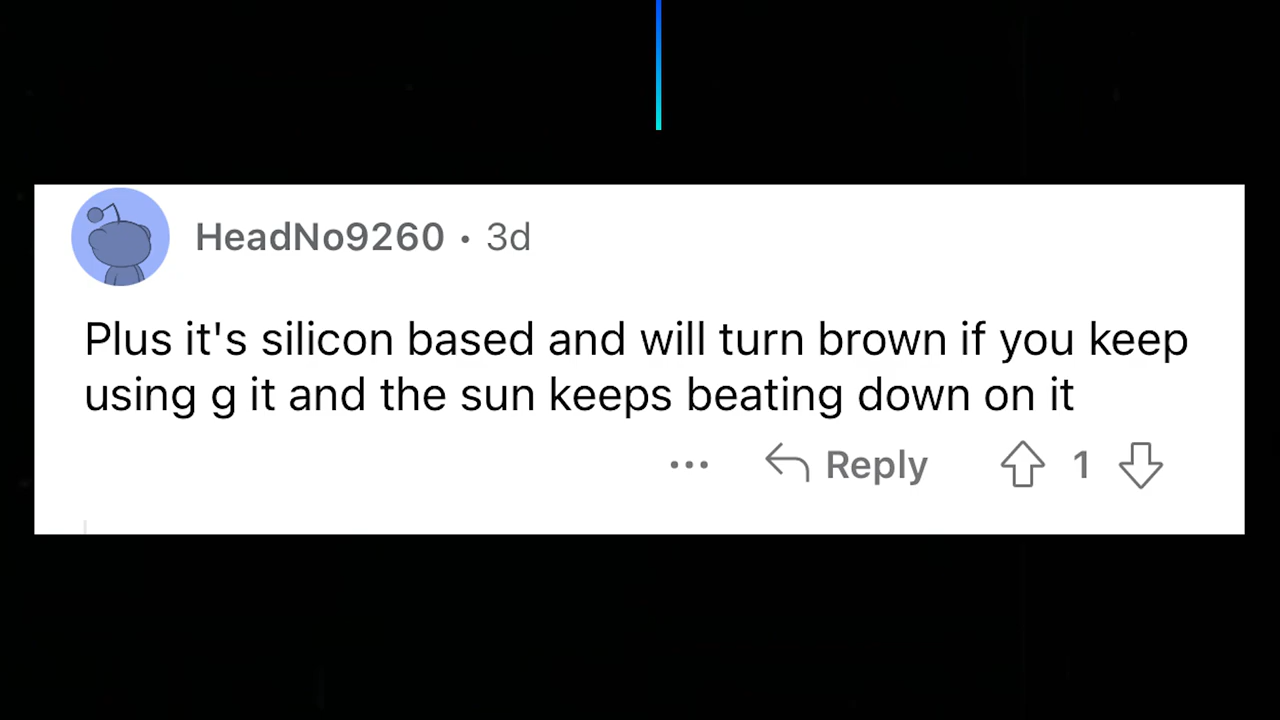 HeadNo9260 • 3d
Plus it's silicon based and will turn brown if you keep
using g it and the sun keeps beating down on it
... Reply 1